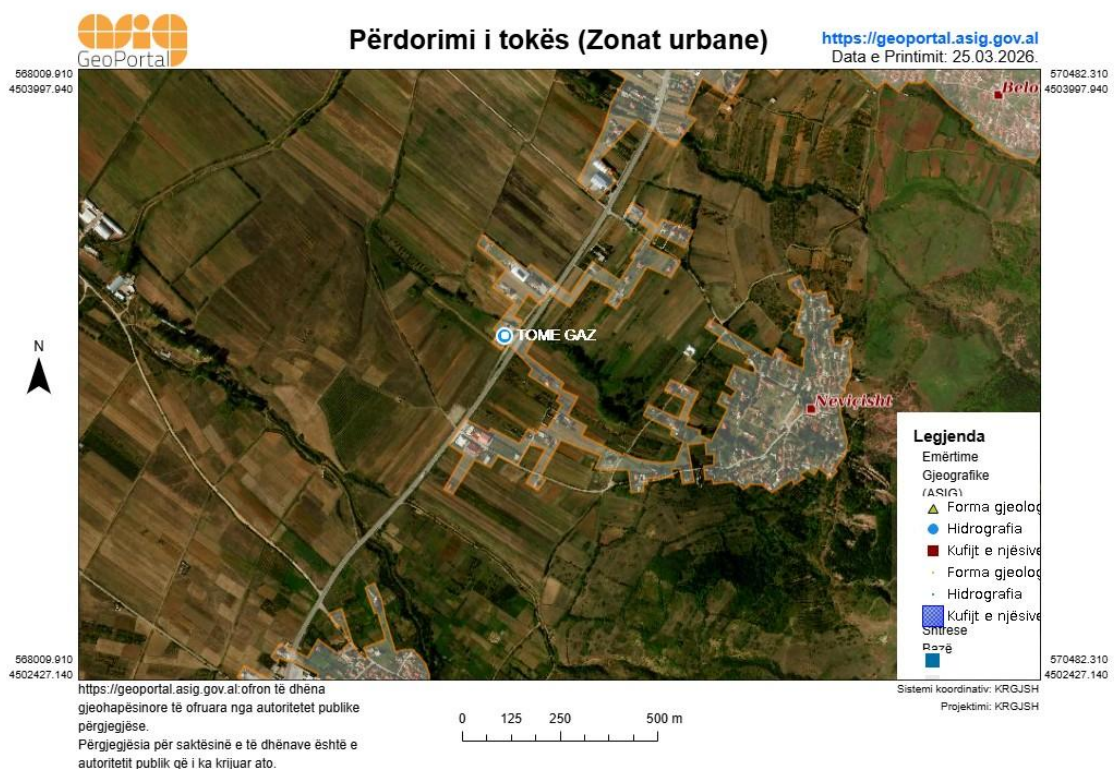 asig
GeoPortal
Përdorimi i tokës (Zonat urbane)
https://geoportal.asig.gov.al
Data e Printimit: 25.03.2026.
568009.910
4503997.940
570482.310
4503997.940
Belo
TOME GAZ
N
Neviçisht
Legjenda
Emërtime
Gjeografike
(ASIG)
Forma gjeolog
Hidrografia
Kufijt e njësive
Forma gjeolog
Hidrografia
Kufijt e njësive
Shtrese
Bazë
568009.910
4502427.140
570482.310
4502427.140
https://geoportal.asig.gov.al:ofron të dhëna
gjeohapësinore të ofruara nga autoritetet publike
përgjegjëse.
Përgjegjësia për saktësinë e të dhënave është e
autoritetit publik që i ka krijuar ato.
0 125 250 500 m
Sistemi koordinativ: KRGJSH
Projektimi: KRGJSH